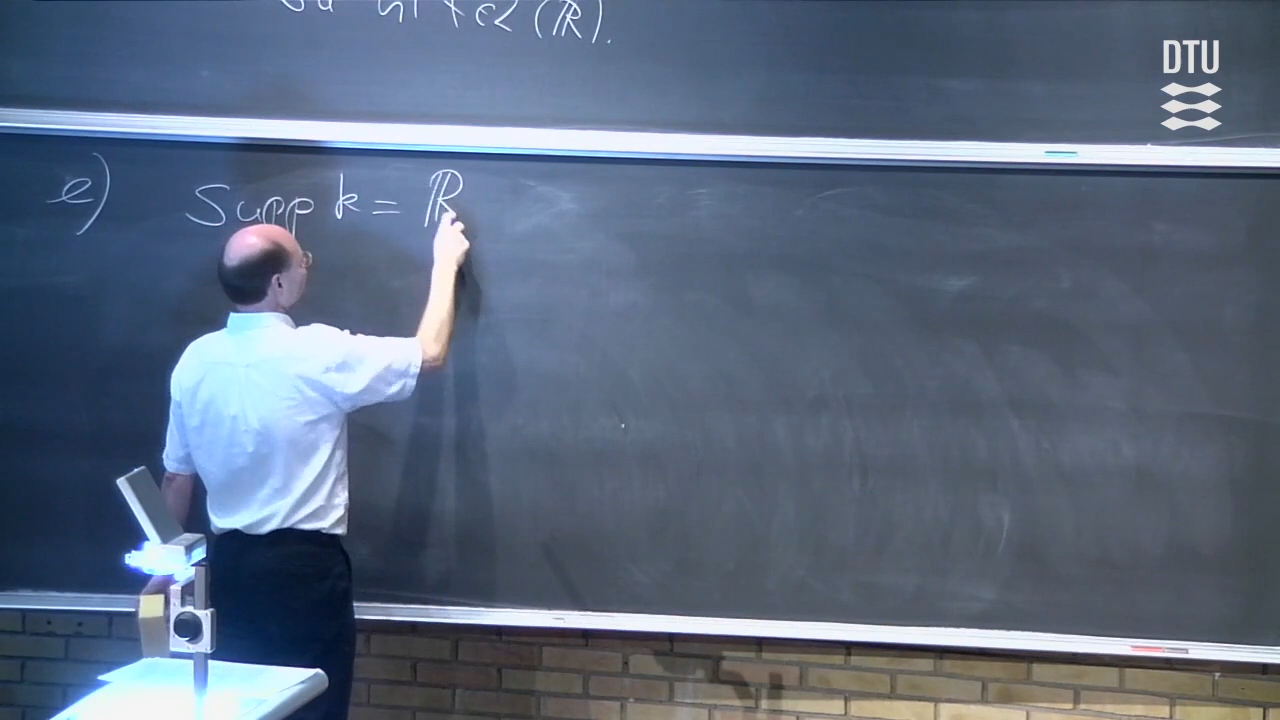 (ℝ).
DTU
e) Supp k = ℝ